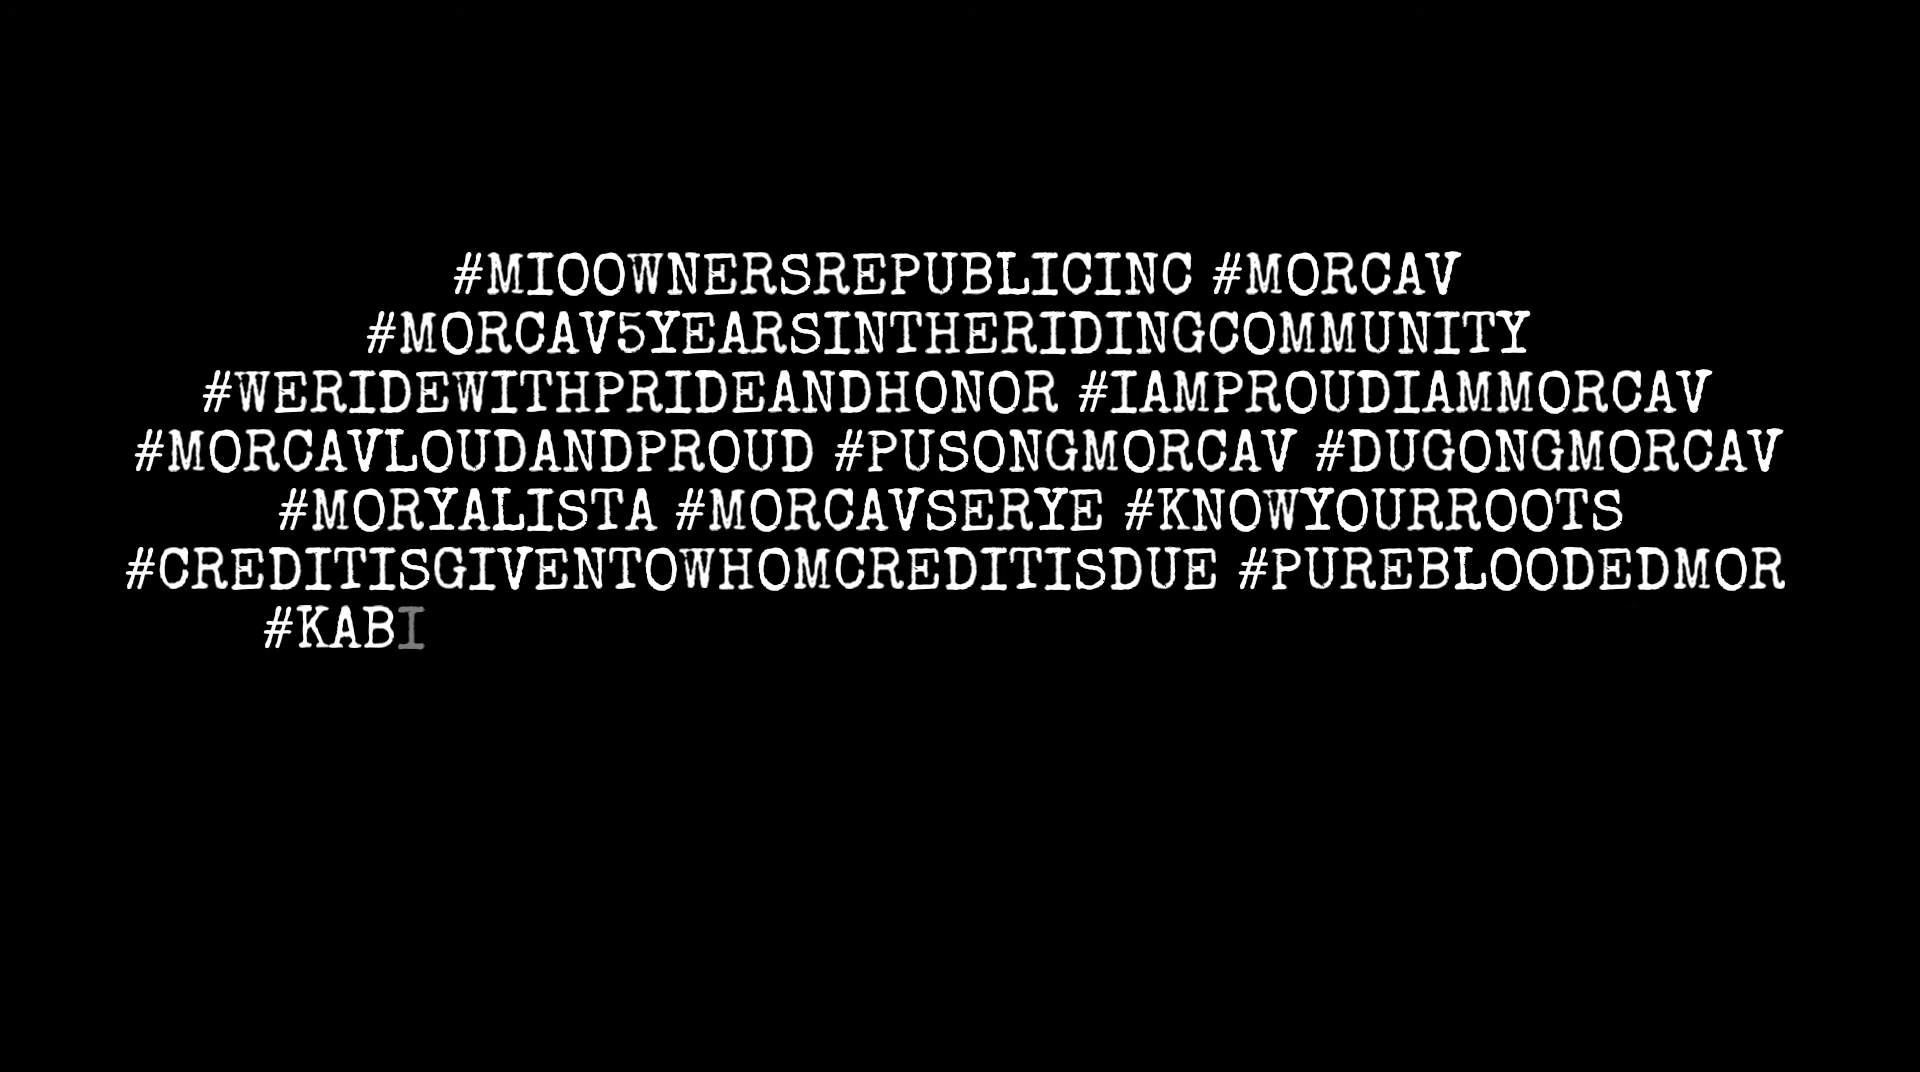 #MIOOWNERSREPUBLICINC #MORCAV
#MORCAV5YEARSINTHERIDINGCOMMUNITY
#WERIDEWITHPRIDEANDHONOR #IAMPROUDIAMMORCAV
#MORCAVLOUDANDPROUD #PUSONGMORCAV #DUGONGMORCAV
#MORYALISTA #MORCAVSERYE #KNOWYOURROOTS
#CREDITISGIVENTOWHOMCREDITISDUE #PUREBLOODEDMOR
#KABI